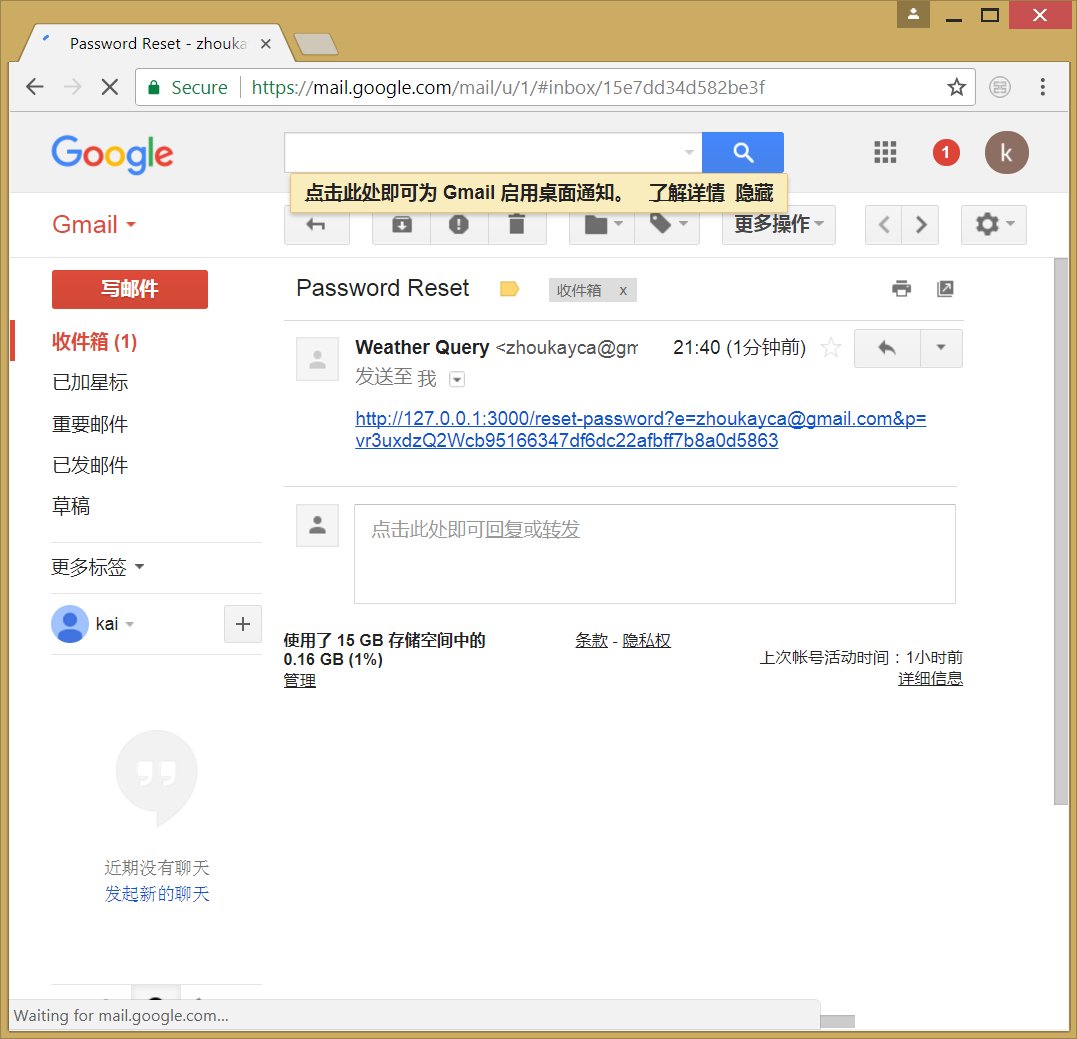 Password Reset - zhouka
Secure
https://mail.google.com/mail/u/1/#inbox/15e7dd34d582be3f
Google
1
k
点击此处即可为 Gmail 启用桌面通知。 了解详情 隐藏
Gmail
更多操作
写邮件
Password Reset
收件箱 x
收件箱 (1)
已加星标
重要邮件
已发邮件
草稿
更多标签
kai
Weather Query <zhoukayca@gm
21:40 (1分钟前)
发送至 我
http://127.0.0.1:3000/reset-password?e=zhoukayca@gmail.com&p=
vr3uxdzQ2Wcb95166347df6dc22afbff7b8a0d5863
点击此处即可回复或转发
使用了 15 GB 存储空间中的
0.16 GB (1%)
管理
条款 - 隐私权
上次帐号活动时间：1小时前
详细信息
近期没有聊天
发起新的聊天
Waiting for mail.google.com...